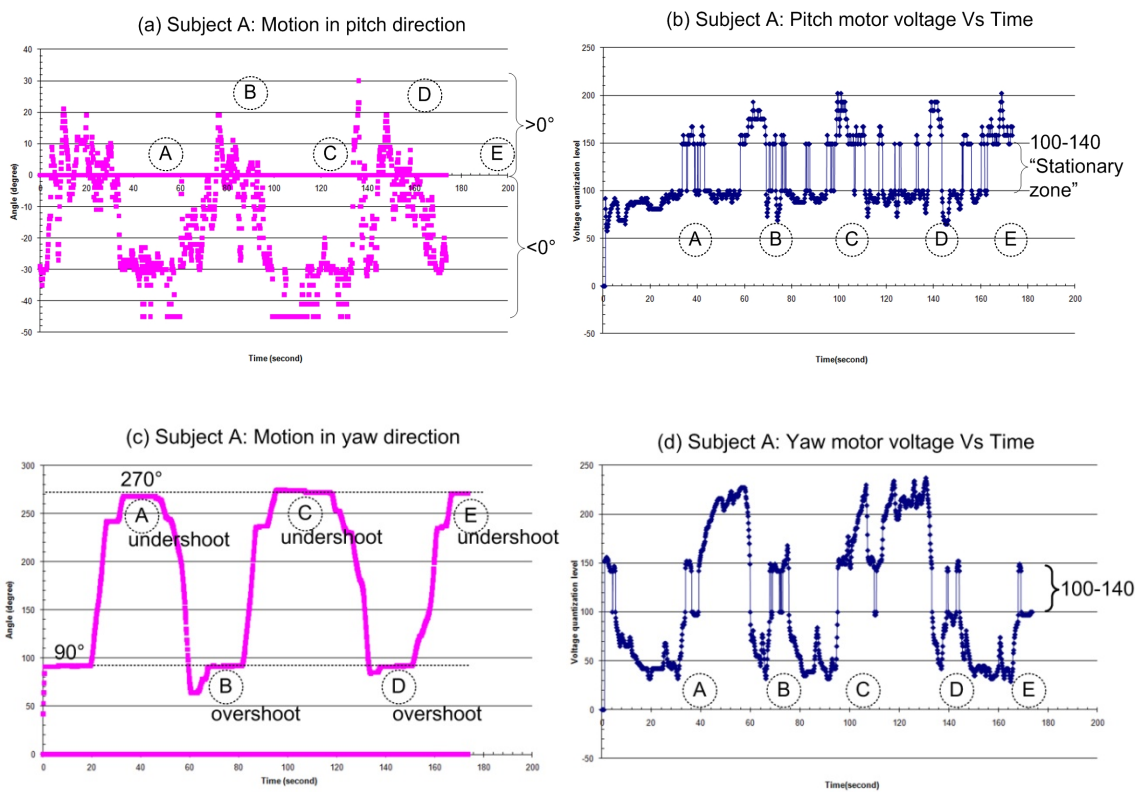 (a) Subject A: Motion in pitch direction
40
30
20
10
0
-10
-20
-30
-40
-50
Angle (degree)
0 20 40 60 80 100 120 140 160 180 200
A
B
C
D
E
>0°
<0°
Time (second)
(b) Subject A: Pitch motor voltage Vs Time
250
200
150
100
50
0
-50
Voltage quantization level
0 20 40 60 80 100 120 140 160 180 200
A
B
C
D
E
100-140
“Stationary
zone”
Time(second)
(c) Subject A: Motion in yaw direction
300
250
200
150
100
50
0
Angle (degree)
270°
90°
A
undershoot
B
overshoot
C
undershoot
D
overshoot
E
undershoot
0 20 40 60 80 100 120 140 160 180 200
Time (second)
(d) Subject A: Yaw motor voltage Vs Time
250
200
150
100
50
0
-50
Voltage quantization level
0 20 40 60 80 100 120 140 160 180 200
A
B
C
D
E
100-140
Time(second)